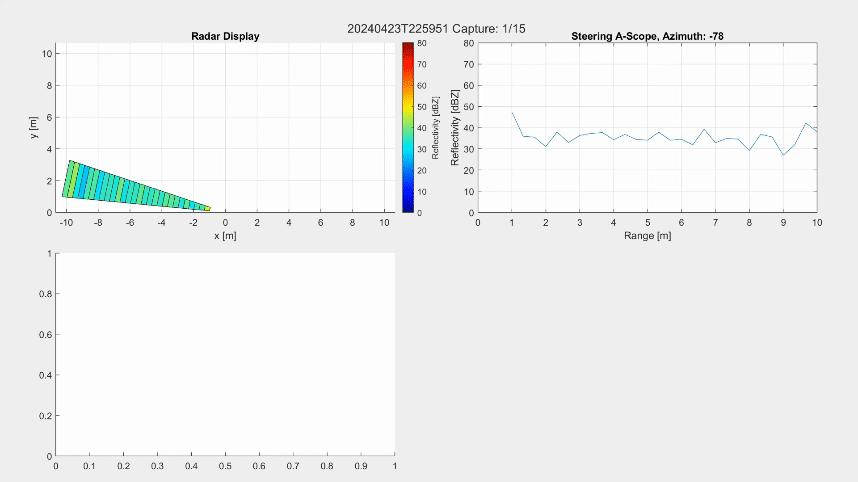 20240423T225951 Capture: 1/15
Radar Display
10
8
6
4
2
0
y [m]
-10 -8 -6 -4 -2 0 2 4 6 8 10
x [m]
80
70
60
50
40
30
20
10
0
Reflectivity [dBZ]
Steering A-Scope, Azimuth: -78
80
70
60
50
40
30
20
10
0
Reflectivity [dBZ]
0 1 2 3 4 5 6 7 8 9 10
Range [m]
1
0.8
0.6
0.4
0.2
0
0 0.1 0.2 0.3 0.4 0.5 0.6 0.7 0.8 0.9 1